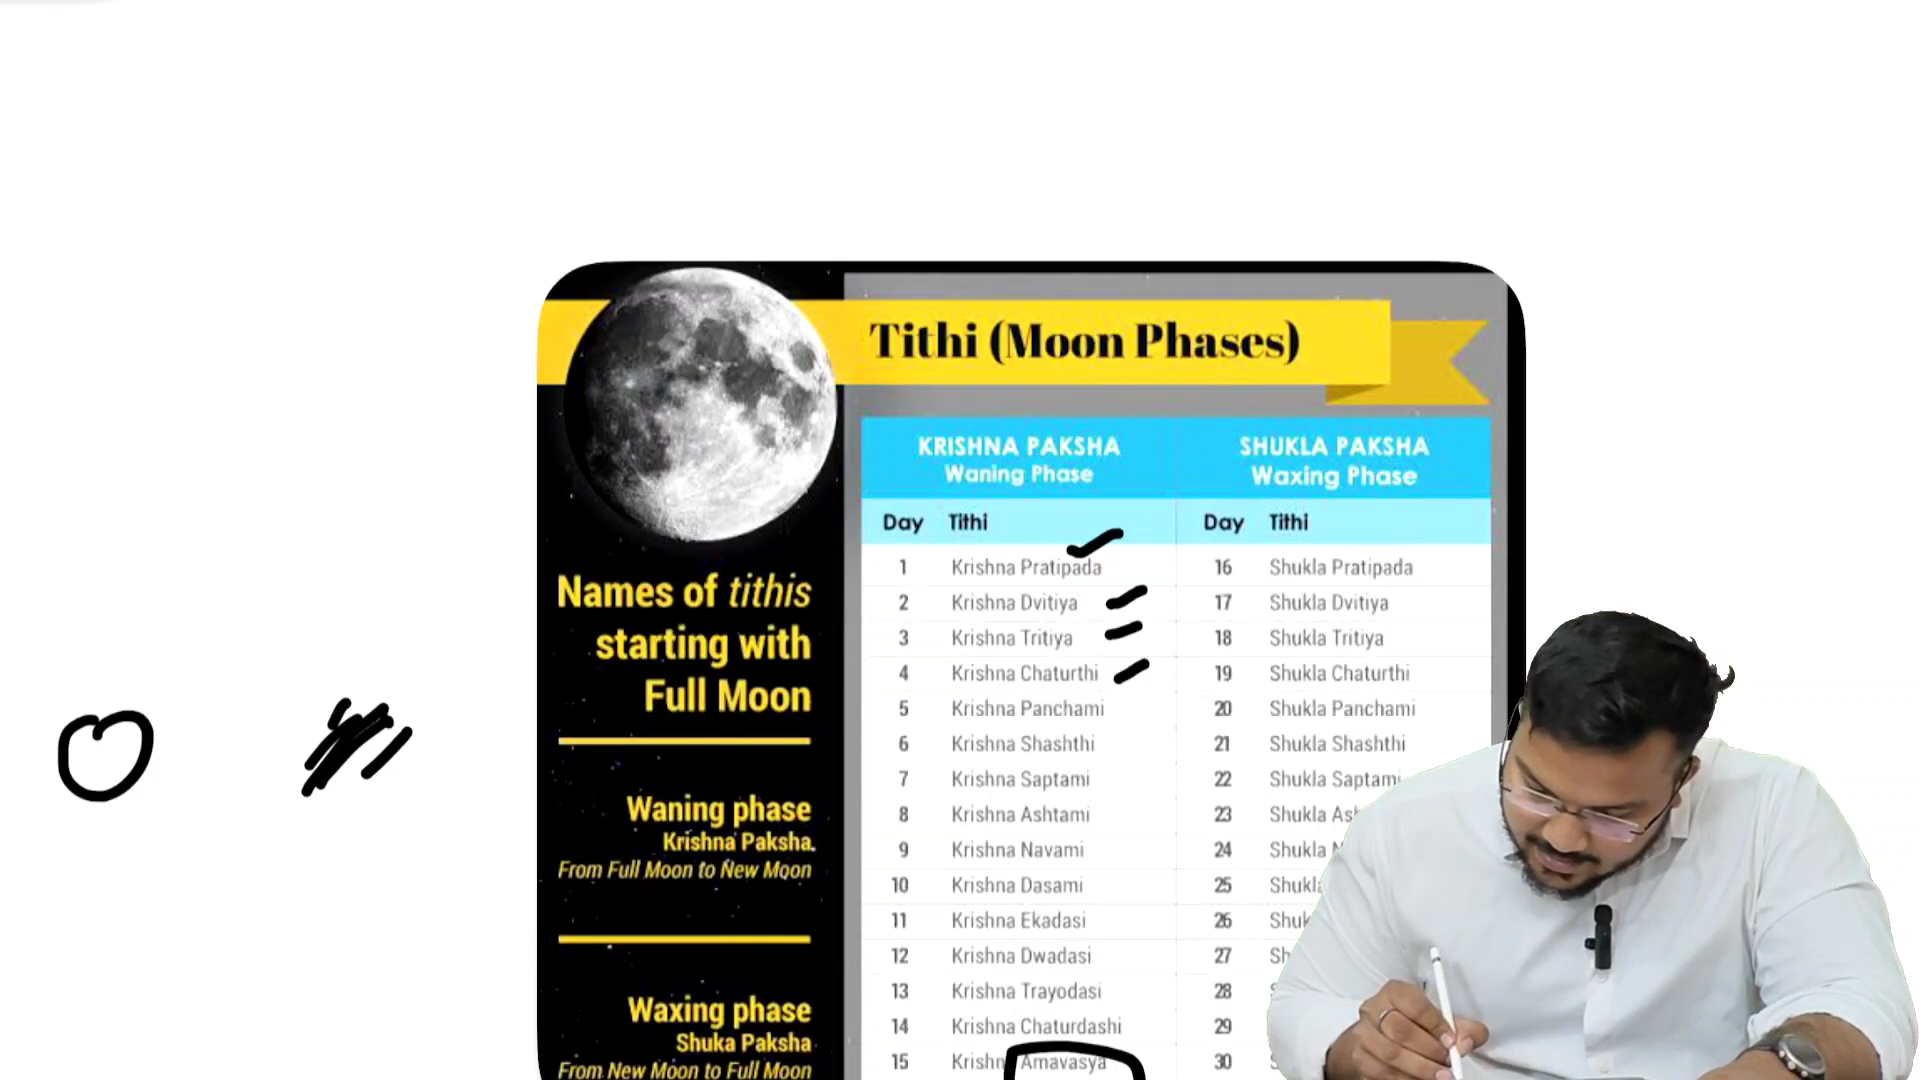 Tithi (Moon Phases)
KRISHNA PAKSHA
Waning Phase
SHUKLA PAKSHA
Waxing Phase
Day Tithi Day Tithi
1 Krishna Pratipada 16 Shukla Pratipada
2 Krishna Dvitiya 17 Shukla Dvitiya
3 Krishna Tritiya 18 Shukla Tritiya
4 Krishna Chaturthi 19 Shukla Chaturthi
5 Krishna Panchami 20 Shukla Panchami
6 Krishna Shashthi 21 Shukla Shashthi
7 Krishna Saptami 22 Shukla Saptami
8 Krishna Ashtami 23 Shukla
9 Krishna Navami 24 Shukla
10 Krishna Dasami 25
11 Krishna Ekadasi 26
12 Krishna Dwadasi 27
13 Krishna Trayodasi 28
14 Krishna Chaturdashi 29
15 Krishn Amavasya 30
Names of tithis
starting with
Full Moon
Waning phase
Krishna Paksha.
From Full Moon to New Moon
Waxing phase
Shuka Paksha
From New Moon to Full Moon